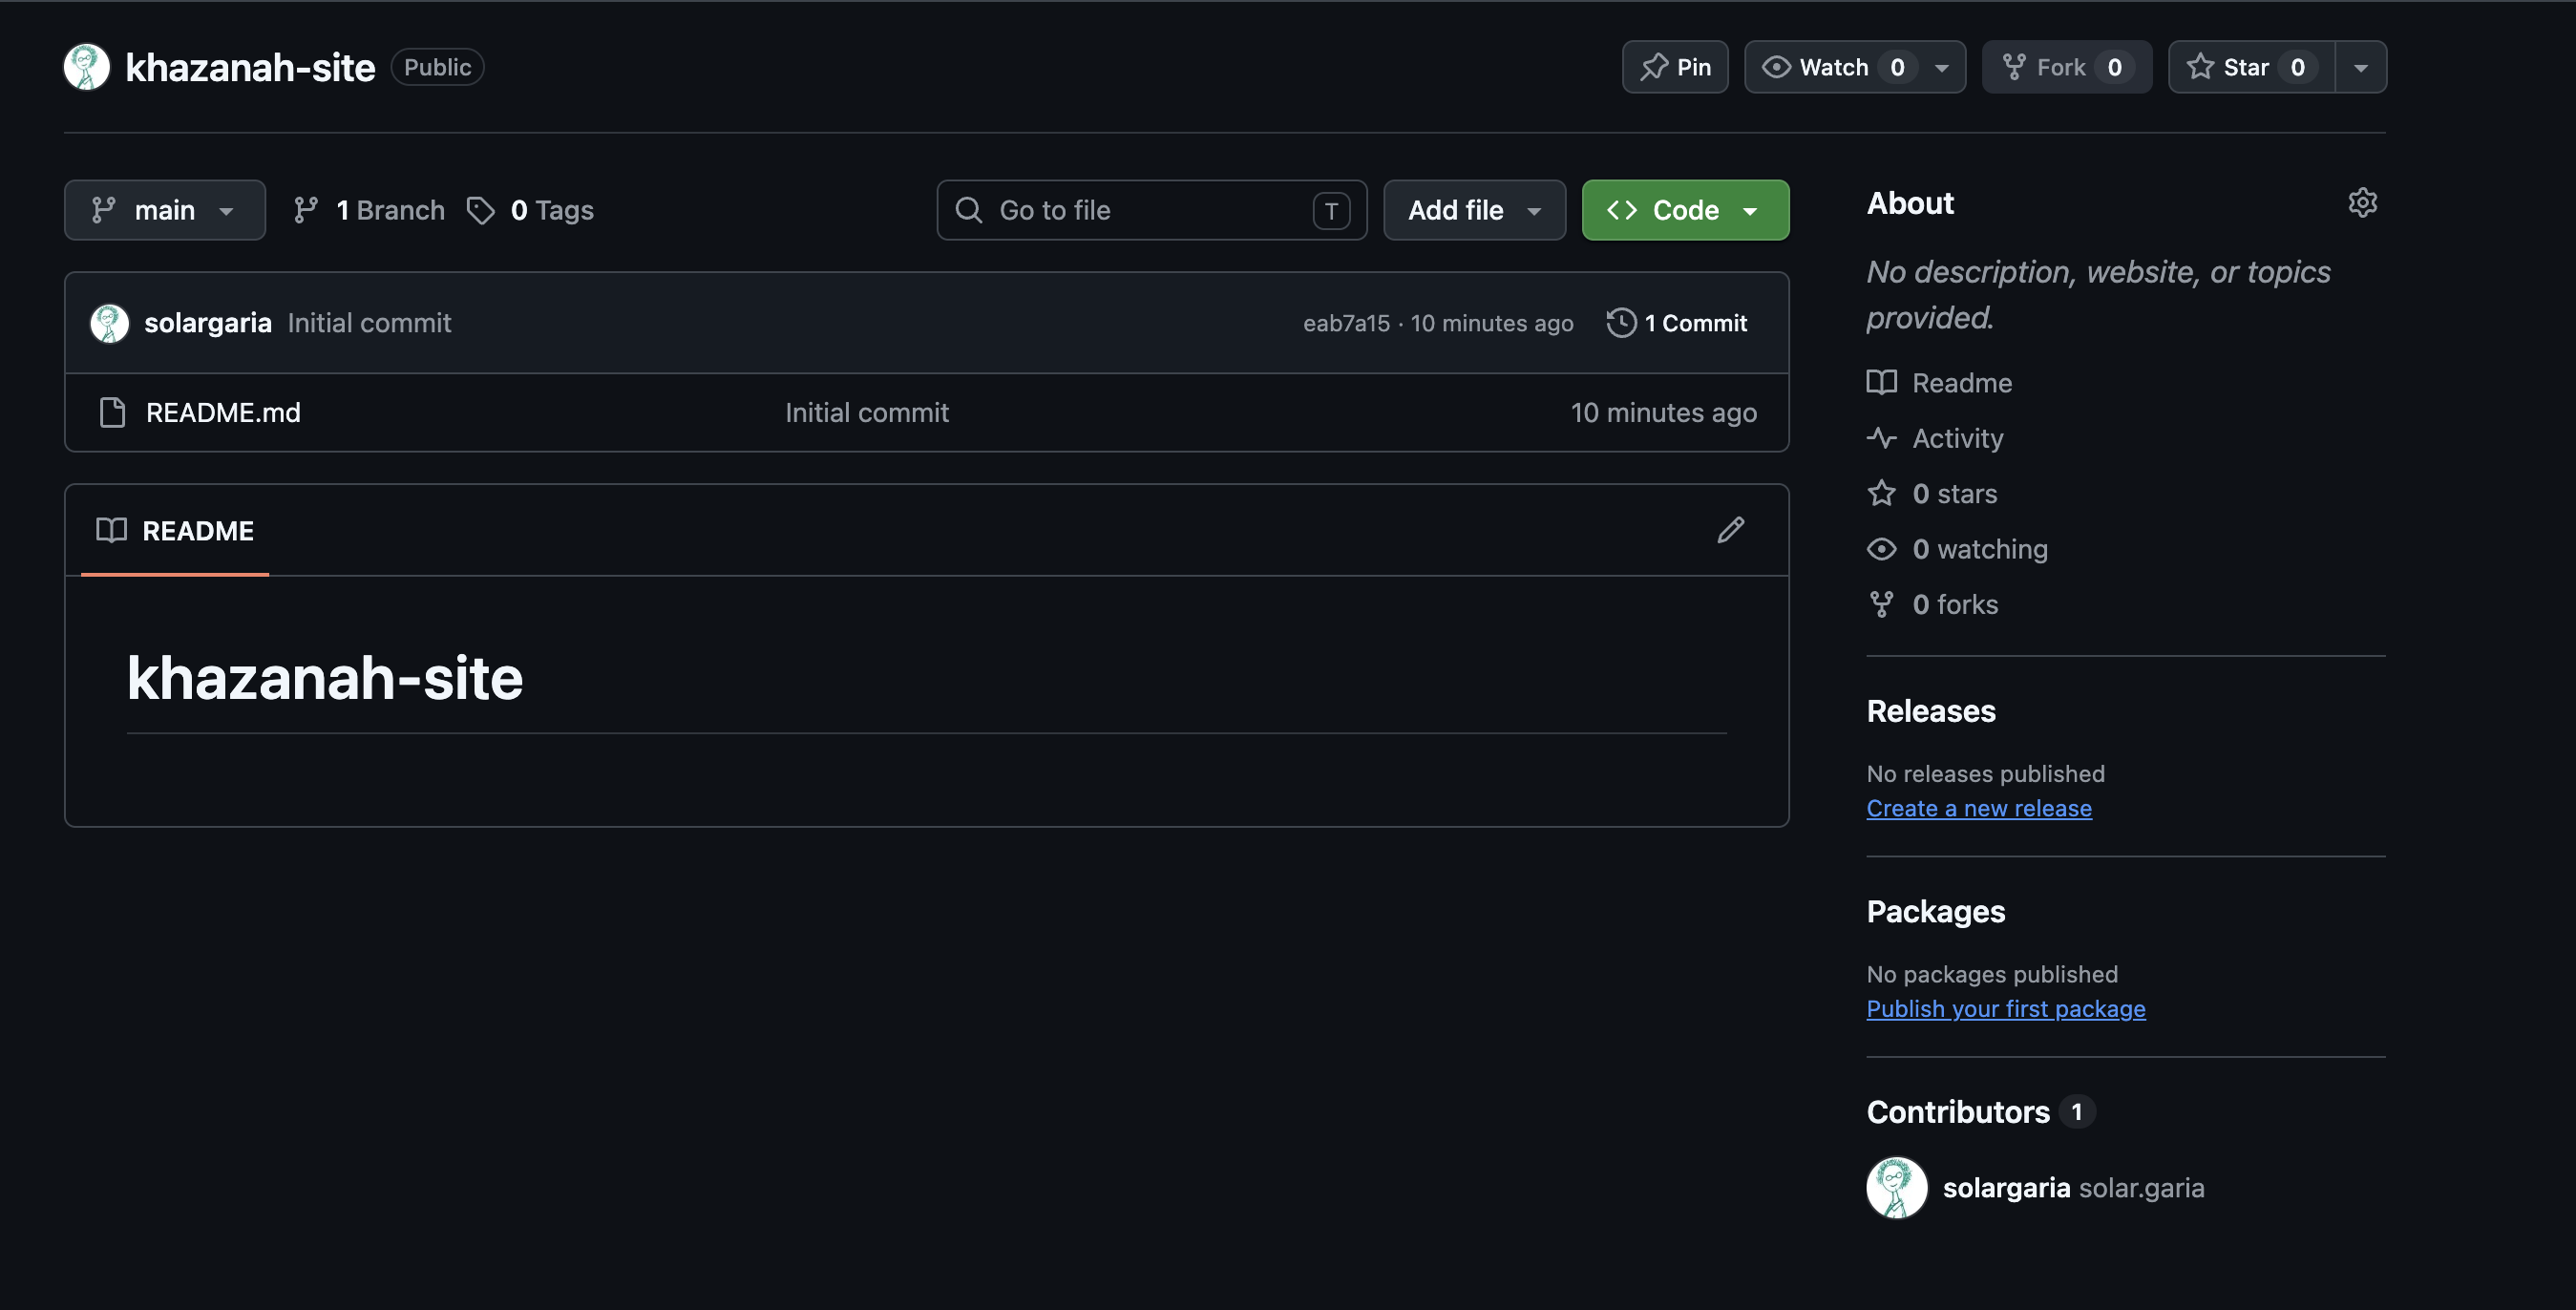 khazanah-site Public Pin Watch 0 Fork 0 Star 0
main 1 Branch 0 Tags Go to file T Add file Code
solargaria Initial commit eab7a15 · 10 minutes ago 1 Commit
README.md Initial commit 10 minutes ago
README
khazanah-site
About
No description, website, or topics
provided.
Readme
Activity
0 stars
0 watching
0 forks
Releases
No releases published
Create a new release
Packages
No packages published
Publish your first package
Contributors 1
solargaria solar.garia